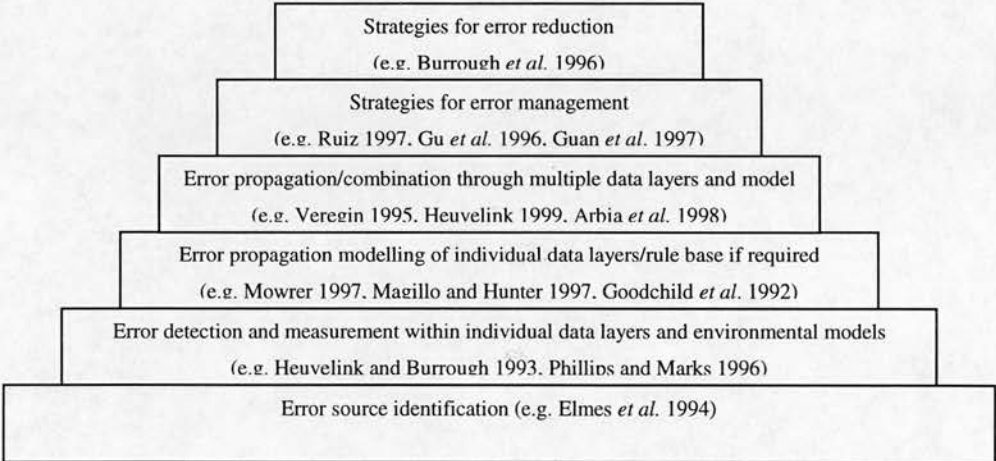 Strategies for error reduction
(e.g. Burrough et al. 1996)
Strategies for error management
(e.g. Ruiz 1997, Gu et al. 1996, Guan et al. 1997)
Error propagation/combination through multiple data layers and model
(e.g. Veregin 1995, Heuvelink 1999, Arbia et al. 1998)
Error propagation modelling of individual data layers/rule base if required
(e.g. Mowrer 1997, Magillo and Hunter 1997, Goodchild et al. 1992)
Error detection and measurement within individual data layers and environmental models
(e.g. Heuvelink and Burrough 1993, Phillips and Marks 1996)
Error source identification (e.g. Elmes et al. 1994)